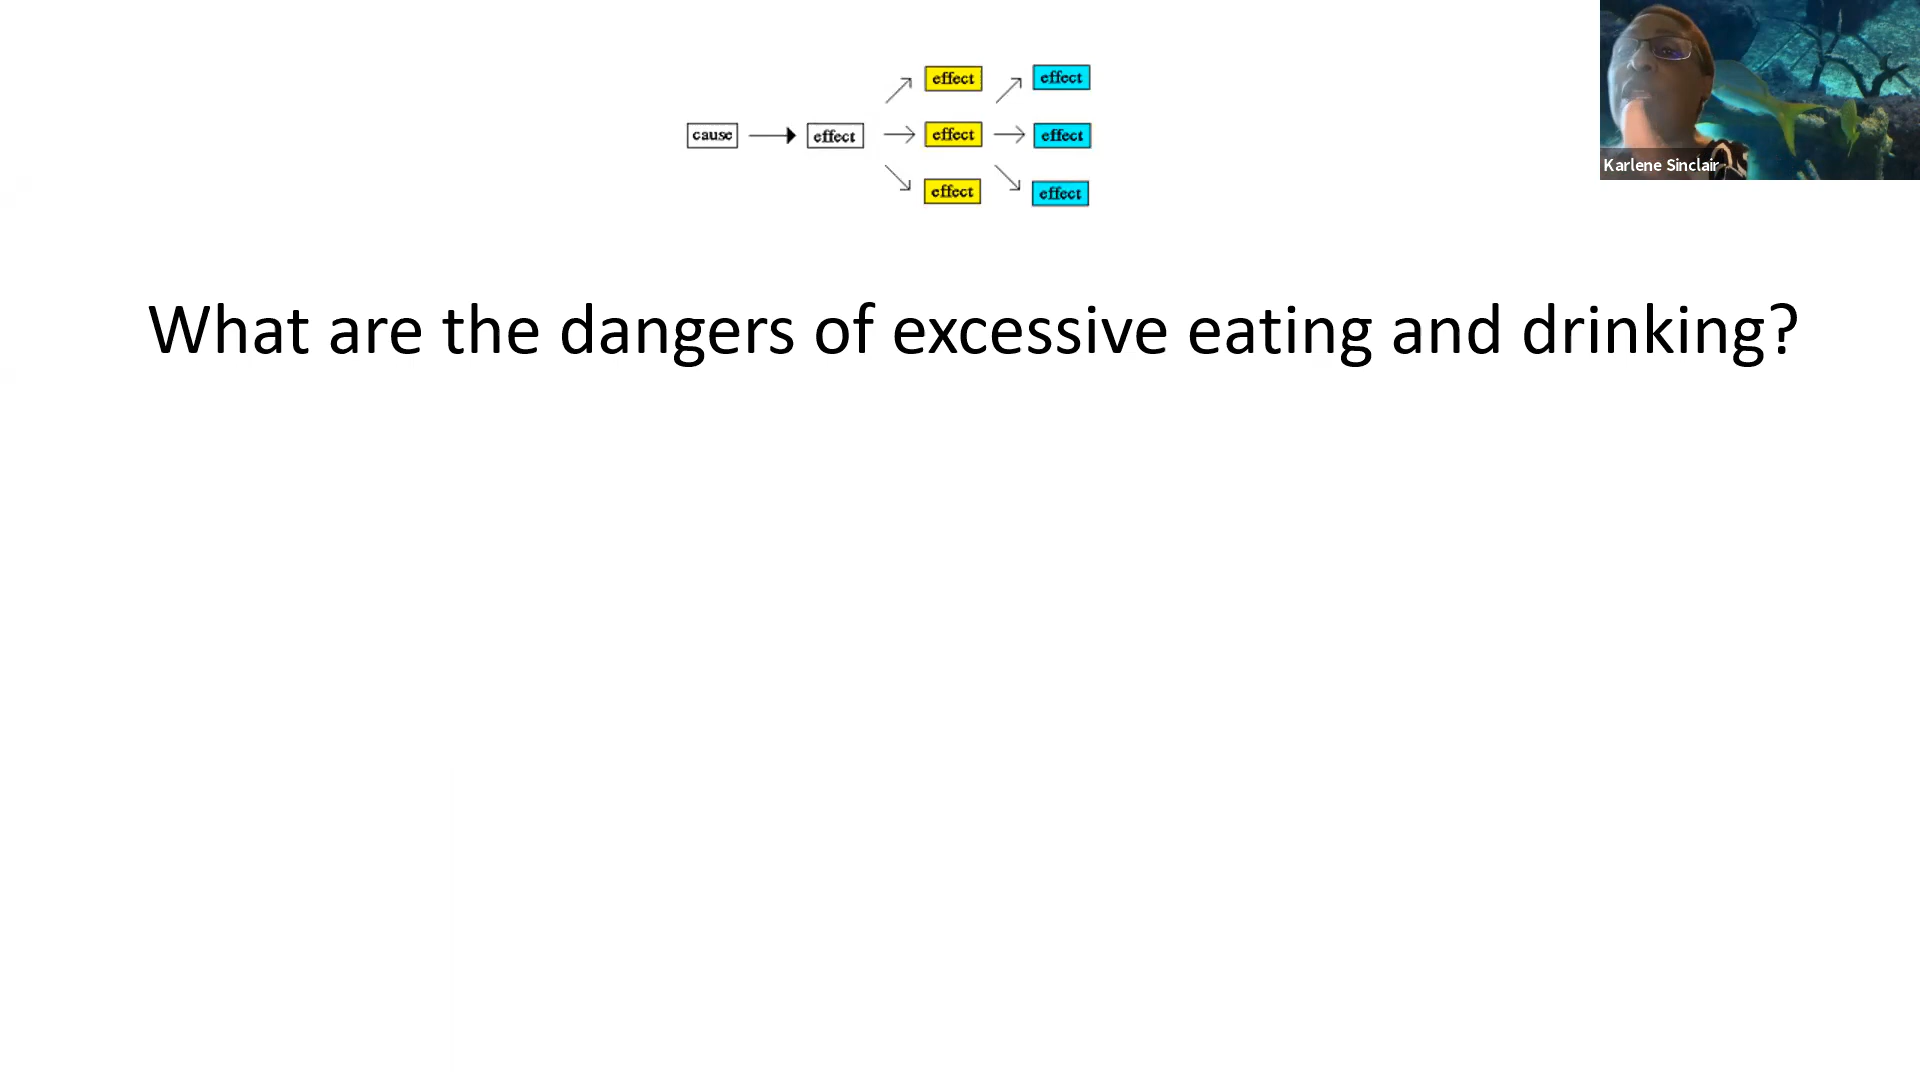 effect effect
cause effect effect effect
effect effect
Karlene Sinclair
What are the dangers of excessive eating and drinking?